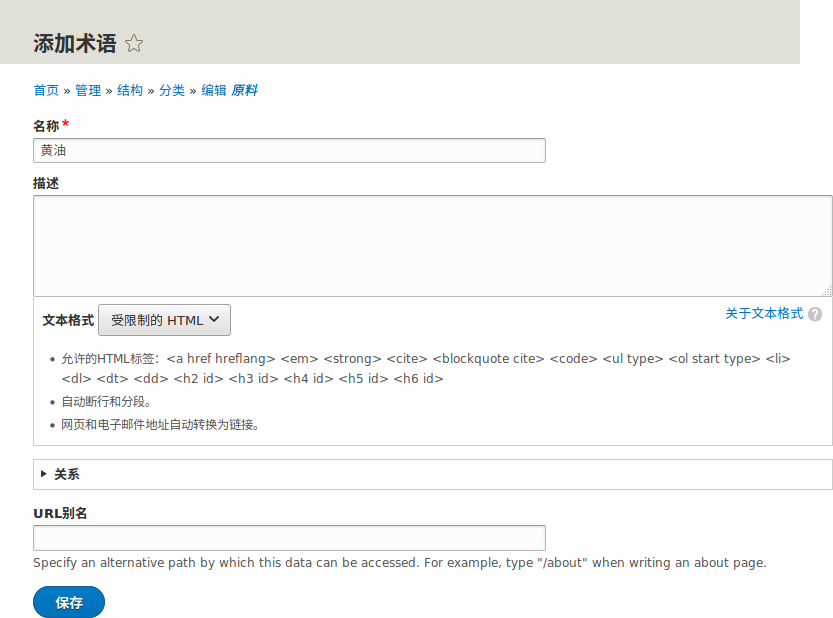 添加术语
首页 » 管理 » 结构 » 分类 » 编辑 原料
名称*
黄油
描述
文本格式 受限制的 HTML 关于文本格式 ?
允许的HTML标签：<a href hreflang> <em> <strong> <cite> <blockquote cite> <code> <ul type> <ol start type> <li>
<dl> <dt> <dd> <h2 id> <h3 id> <h4 id> <h5 id> <h6 id>
自动断行和分段。
网页和电子邮件地址自动转换为链接。
关系
URL别名
Specify an alternative path by which this data can be accessed. For example, type "/about" when writing an about page.
保存